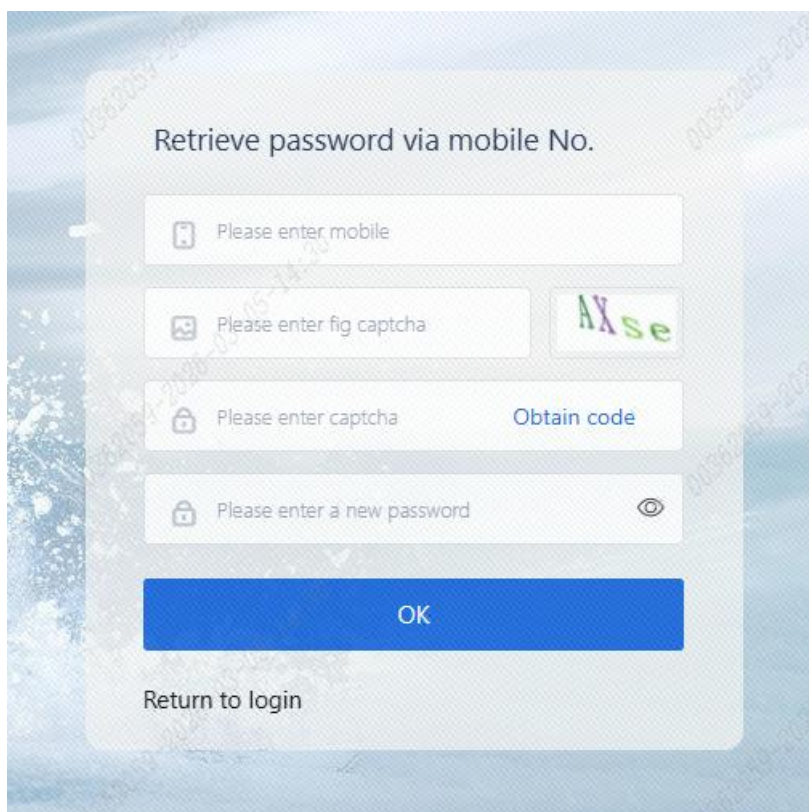 Retrieve password via mobile No.
Please enter mobile
Please enter fig captcha
AXse
Please enter captcha
Obtain code
Please enter a new password
OK
Return to login